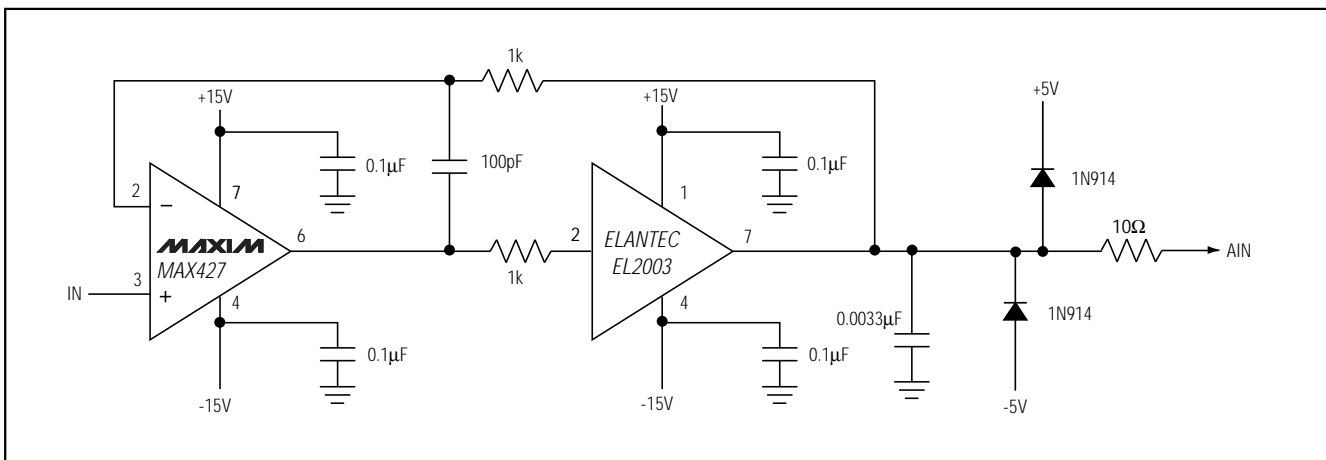 1k
+15V
+15V
+5V
0.1µF
100pF
0.1µF
1N914
2
7
1
−
MAXIM
MAX427
6
2
ELANTEC
EL2003
7
10Ω
AIN
IN
3
+
4
1k
4
0.0033µF
1N914
0.1µF
0.1µF
-15V
-15V
-5V